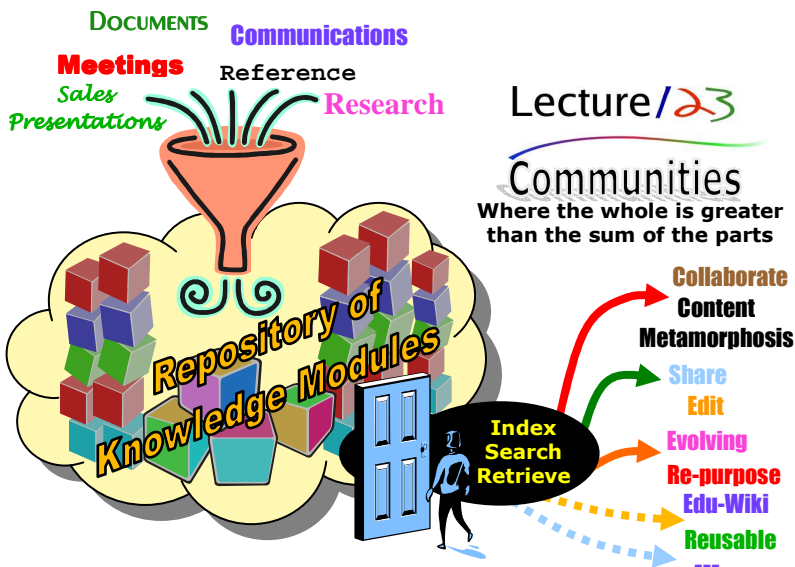 DOCUMENTS
Communications
Meetings
Reference
Sales
Presentations
Research
Lecture/23
Communities
Where the whole is greater
than the sum of the parts
Repository of
Knowledge Modules
Index
Search
Retrieve
Collaborate
Content
Metamorphosis
Share
Edit
Evolving
Re-purpose
Edu-Wiki
Reusable